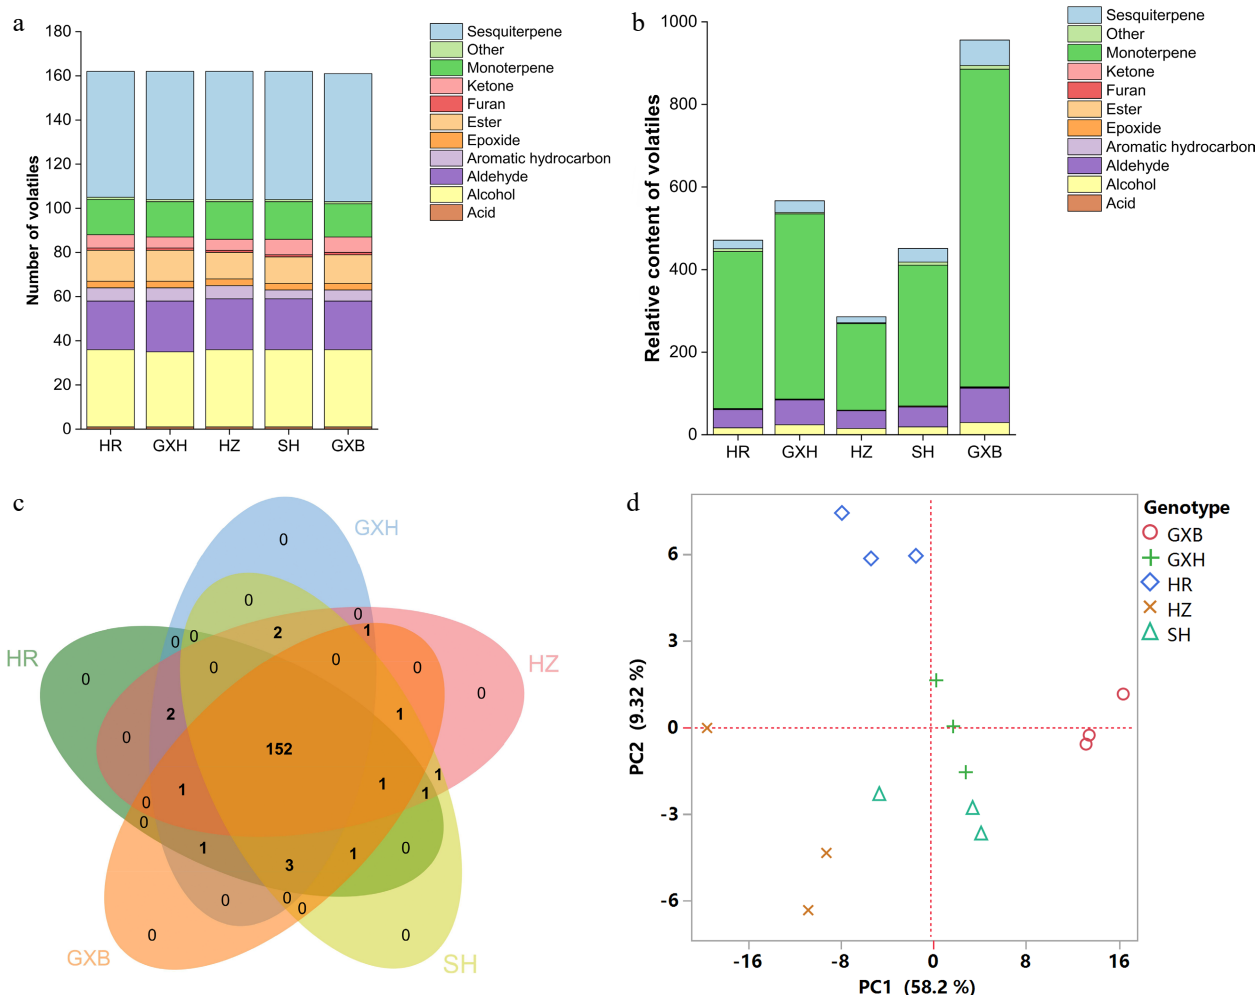 a
180
160
140
120
100
80
60
40
20
0
Number of volatiles
HR GXH HZ SH GXB
Sesquiterpene
Other
Monoterpene
Ketone
Furan
Ester
Epoxide
Aromatic hydrocarbon
Aldehyde
Alcohol
Acid
b
1000
800
600
400
200
0
Relative content of volatiles
HR GXH HZ SH GXB
Sesquiterpene
Other
Monoterpene
Ketone
Furan
Ester
Epoxide
Aromatic hydrocarbon
Aldehyde
Alcohol
Acid
c
GXH
HZ
HR
GXB
SH
0
0
0
0 0 2 1
0 0 0
0 0
2 1
0 152
1
0 1 1 1
0
1 1 0
3
0 0
0
0 0
d
6
3
0
-3
-6
PC2 (9.32 %)
-16 -8 0 8 16
PC1 (58.2 %)
Genotype
GXB
GXH
HR
HZ
SH